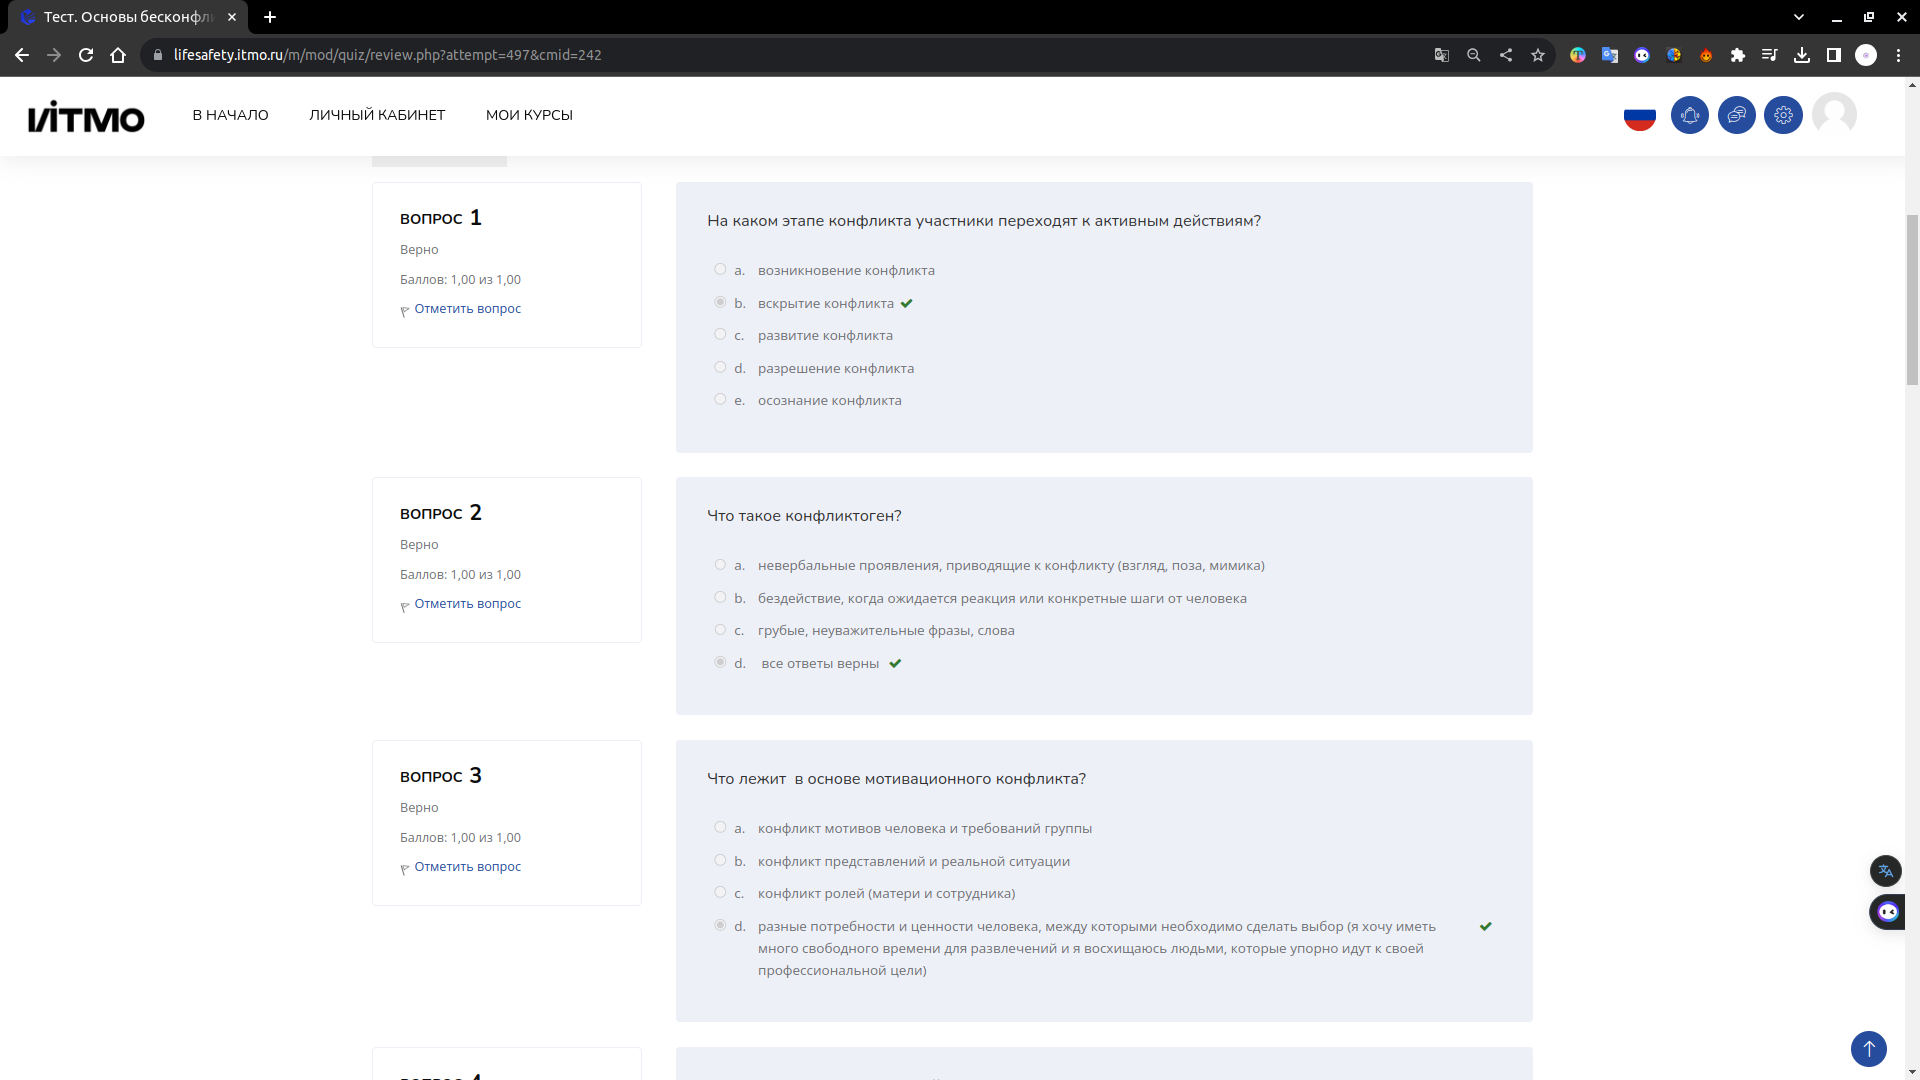 Тест. Основы бесконфли
lifesafety.itmo.ru/m/mod/quiz/review.php?attempt=497&cmid=242
ИТМО
В НАЧАЛО
ЛИЧНЫЙ КАБИНЕТ
МОИ КУРСЫ
ВОПРОС 1
Верно
Баллов: 1,00 из 1,00
Отметить вопрос
На каком этапе конфликта участники переходят к активным действиям?
a. возникновение конфликта
b. вскрытие конфликта
c. развитие конфликта
d. разрешение конфликта
e. осознание конфликта
ВОПРОС 2
Верно
Баллов: 1,00 из 1,00
Отметить вопрос
Что такое конфликтоген?
a. невербальные проявления, приводящие к конфликту (взгляд, поза, мимика)
b. бездействие, когда ожидается реакция или конкретные шаги от человека
c. грубые, неуважительные фразы, слова
d. все ответы верны
ВОПРОС 3
Верно
Баллов: 1,00 из 1,00
Отметить вопрос
Что лежит в основе мотивационного конфликта?
a. конфликт мотивов человека и требований группы
b. конфликт представлений и реальной ситуации
c. конфликт ролей (матери и сотрудника)
d. разные потребности и ценности человека, между которыми необходимо сделать выбор (я хочу иметь
много свободного времени для развлечений и я восхищаюсь людьми, которые упорно идут к своей
профессиональной цели)